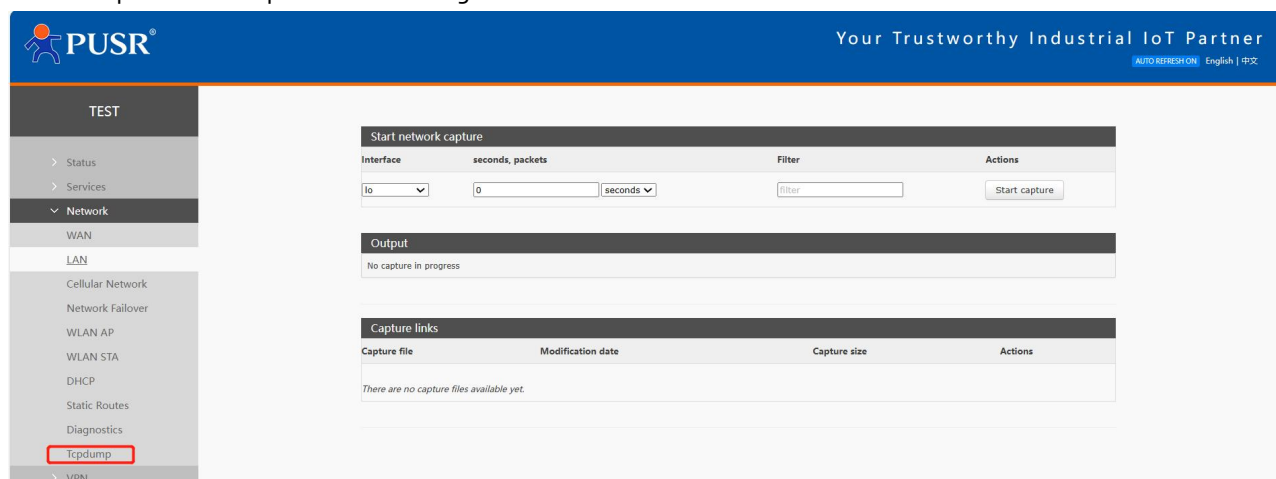 PUSR®
Your Trustworthy Industrial IoT Partner
AUTO REFRESH ON English | 中文
TEST
Status
Services
Network
WAN
LAN
Cellular Network
Network Failover
WLAN AP
WLAN STA
DHCP
Static Routes
Diagnostics
Tcpdump
VPN
Start network capture
Interface seconds, packets Filter Actions
lo 0 seconds filter Start capture
Output
No capture in progress
Capture links
Capture file Modification date Capture size Actions
There are no capture files available yet.